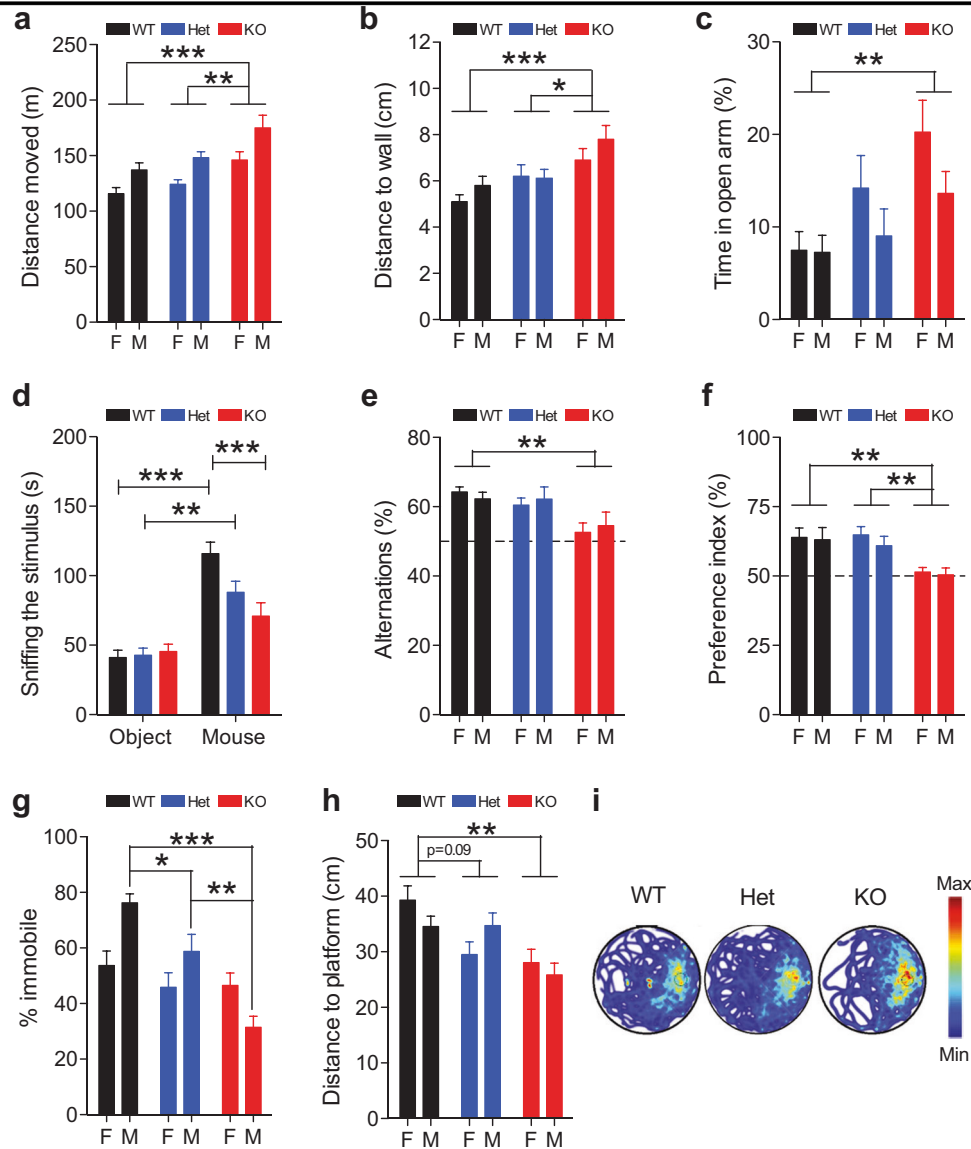 a
WT Het KO
Distance moved (m)
250
200
150
100
50
0
***
**
F M F M F M
b
WT Het KO
Distance to wall (cm)
12
10
8
6
4
2
0
***
*
F M F M F M
c
WT Het KO
Time in open arm (%)
30
20
10
0
**
F M F M F M
d
WT Het KO
Sniffing the stimulus (s)
200
150
100
50
0
***
***
**
Object Mouse
e
WT Het KO
Alternations (%)
80
60
40
20
0
**
F M F M F M
f
WT Het KO
Preference index (%)
100
75
50
25
0
**
**
F M F M F M
g
WT Het KO
% immobile
100
80
60
40
20
0
***
*
**
F M F M F M
h
WT Het KO
Distance to platform (cm)
50
40
30
20
10
0
**
p=0.09
F M F M F M
i
WT Het KO
Max
Min